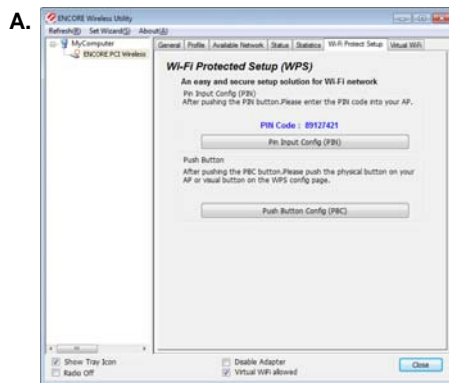 A.
ENCORE Wireless Utility
Refresh(R) Set Wizard(S) About(A)
MyComputer
ENCORE PCI Wireless
General Profile Available Network Status Statistics Wi-Fi Protect Setup Virtual WiFi
Wi-Fi Protected Setup (WPS)
An easy and secure setup solution for Wi-Fi network
Pin Input Config (PIN)
After pushing the PIN button.Please enter the PIN code into your AP.
PIN Code : 89127421
Pin Input Config (PIN)
Push Button
After pushing the PBC button.Please push the physical button on your
AP or visual button on the WPS config page.
Push Button Config (PBC)
Show Tray Icon
Radio Off
Disable Adapter
Virtual WiFi allowed
Close